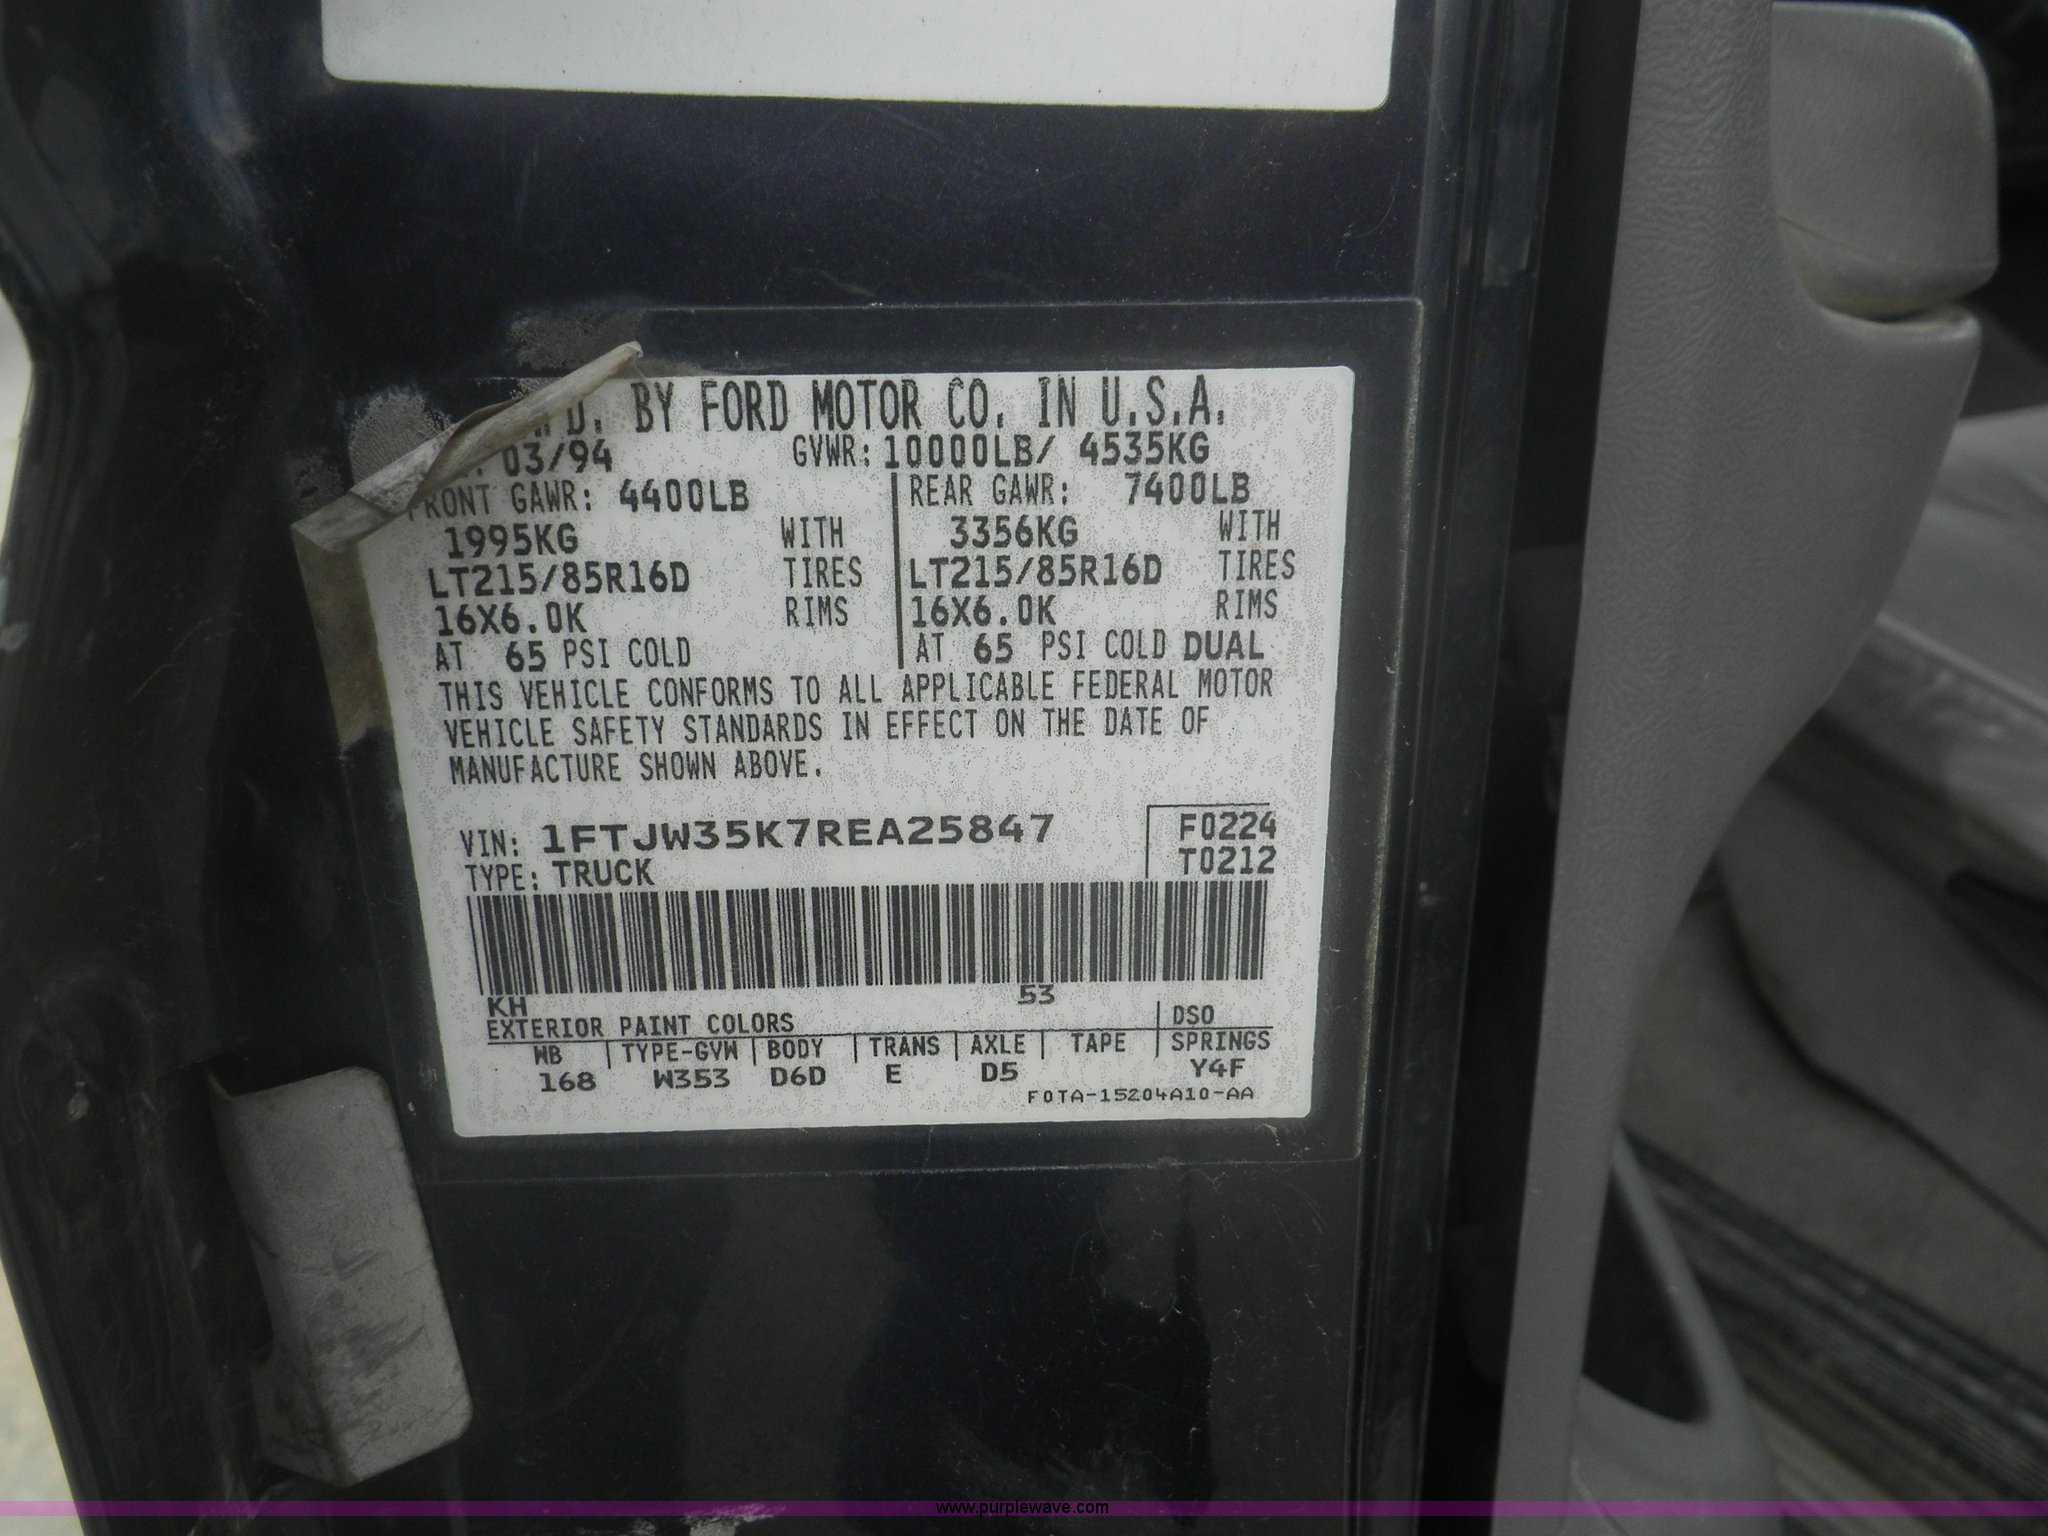 D. BY FORD MOTOR CO. IN U.S.A.
03/94 GVWR: 10000LB/ 4535KG
FRONT GAWR: 4400LB REAR GAWR: 7400LB
1995KG WITH 3356KG WITH
LT215/85R16D TIRES LT215/85R16D TIRES
16X6.0K RIMS 16X6.0K RIMS
AT 65 PSI COLD AT 65 PSI COLD DUAL
THIS VEHICLE CONFORMS TO ALL APPLICABLE FEDERAL MOTOR
VEHICLE SAFETY STANDARDS IN EFFECT ON THE DATE OF
MANUFACTURE SHOWN ABOVE.
VIN: 1FTJW35K7REA25847 F0224
TYPE: TRUCK T0212
KH 53
EXTERIOR PAINT COLORS DSO
WB TYPE-GVW BODY TRANS AXLE TAPE SPRINGS
168 W353 D6D E D5 Y4F
F0TA-15204A10-AA
www.purplewave.com